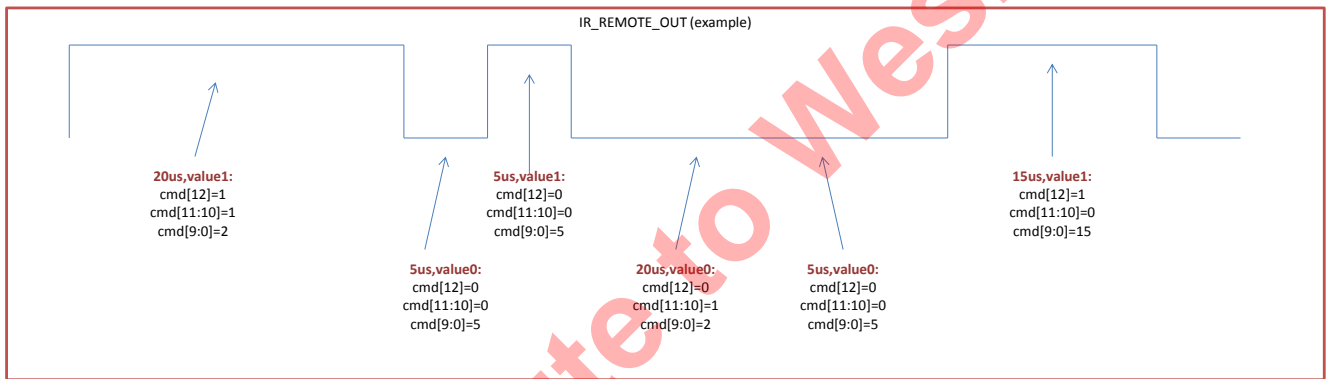 IR_REMOTE_OUT (example)
20us,value1:
cmd[12]=1
cmd[11:10]=1
cmd[9:0]=2
5us,value0:
cmd[12]=0
cmd[11:10]=0
cmd[9:0]=5
5us,value1:
cmd[12]=0
cmd[11:10]=0
cmd[9:0]=5
20us,value0:
cmd[12]=0
cmd[11:10]=1
cmd[9:0]=2
5us,value0:
cmd[12]=0
cmd[11:10]=0
cmd[9:0]=5
15us,value1:
cmd[12]=1
cmd[11:10]=0
cmd[9:0]=15
to